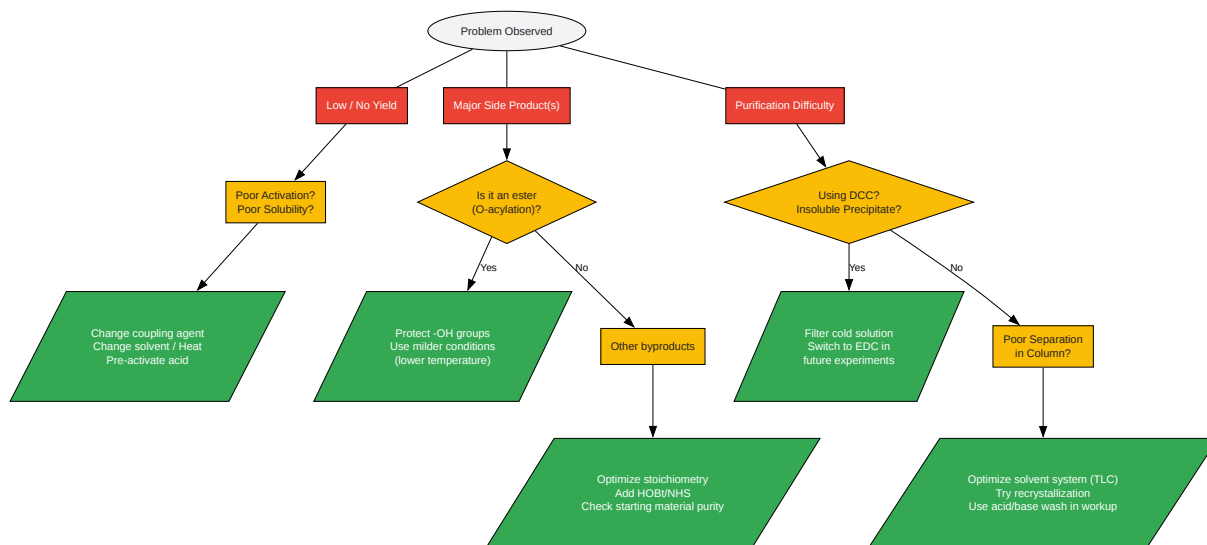 Problem Observed
Low / No Yield
Major Side Product(s)
Purification Difficulty
Poor Activation?
Poor Solubility?
Is it an ester
(O-acylation)?
Using DCC?
Insoluble Precipitate?
Yes
No
Yes
No
Change coupling agent
Change solvent / Heat
Pre-activate acid
Protect -OH groups
Use milder conditions
(lower temperature)
Other byproducts
Filter cold solution
Switch to EDC in
future experiments
Poor Separation
in Column?
Optimize stoichiometry
Add HOBt/NHS
Check starting material purity
Optimize solvent system (TLC)
Try recrystallization
Use acid/base wash in workup